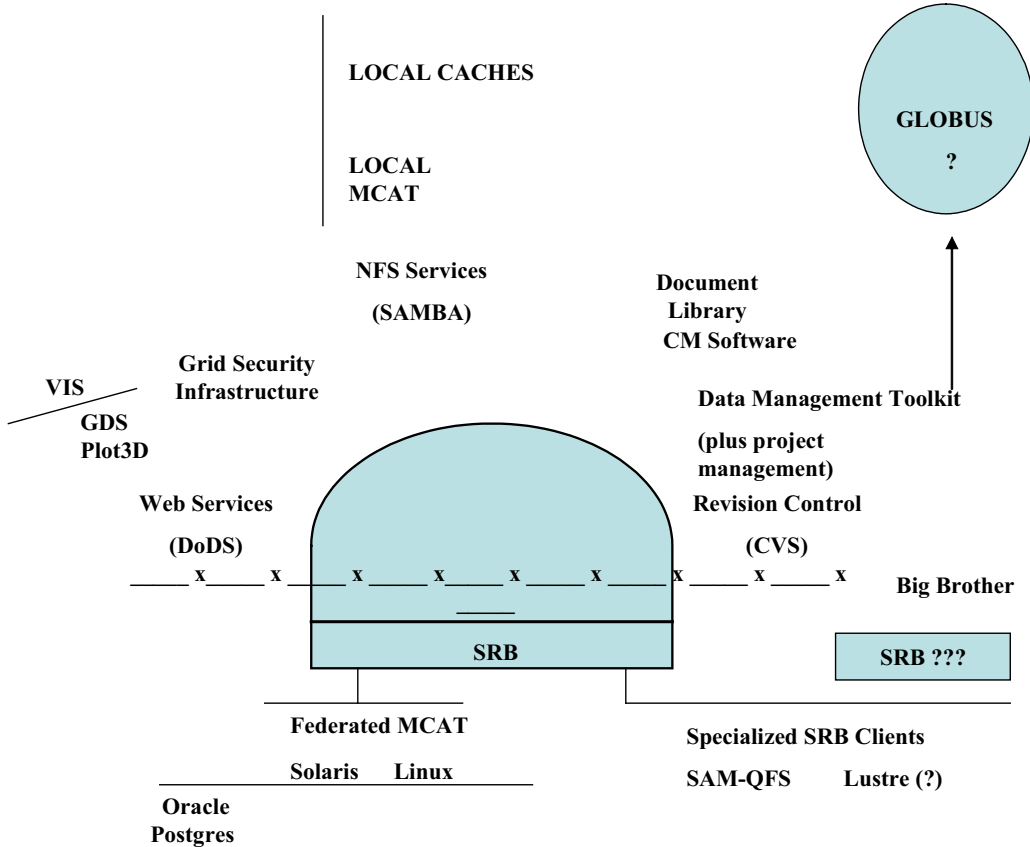 LOCAL CACHES
GLOBUS
?
LOCAL
MCAT
NFS Services
(SAMBA)
Document
Library
CM Software
Grid Security
Infrastructure
VIS
GDS
Plot3D
Data Management Toolkit
(plus project
management)
Web Services
(DoDS)
Revision Control
(CVS)
x x x x x x x x x
Big Brother
SRB
SRB ???
Federated MCAT
Specialized SRB Clients
Solaris Linux
SAM-QFS Lustre (?)
Oracle
Postgres